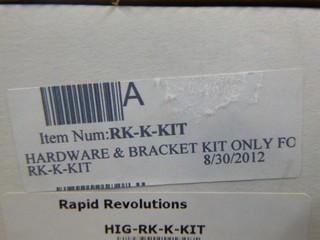 A
Item Num:RK-K-KIT
HARDWARE & BRACKET KIT ONLY FO
RK-K-KIT 8/30/2012
Rapid Revolutions
HIG-RK-K-KIT